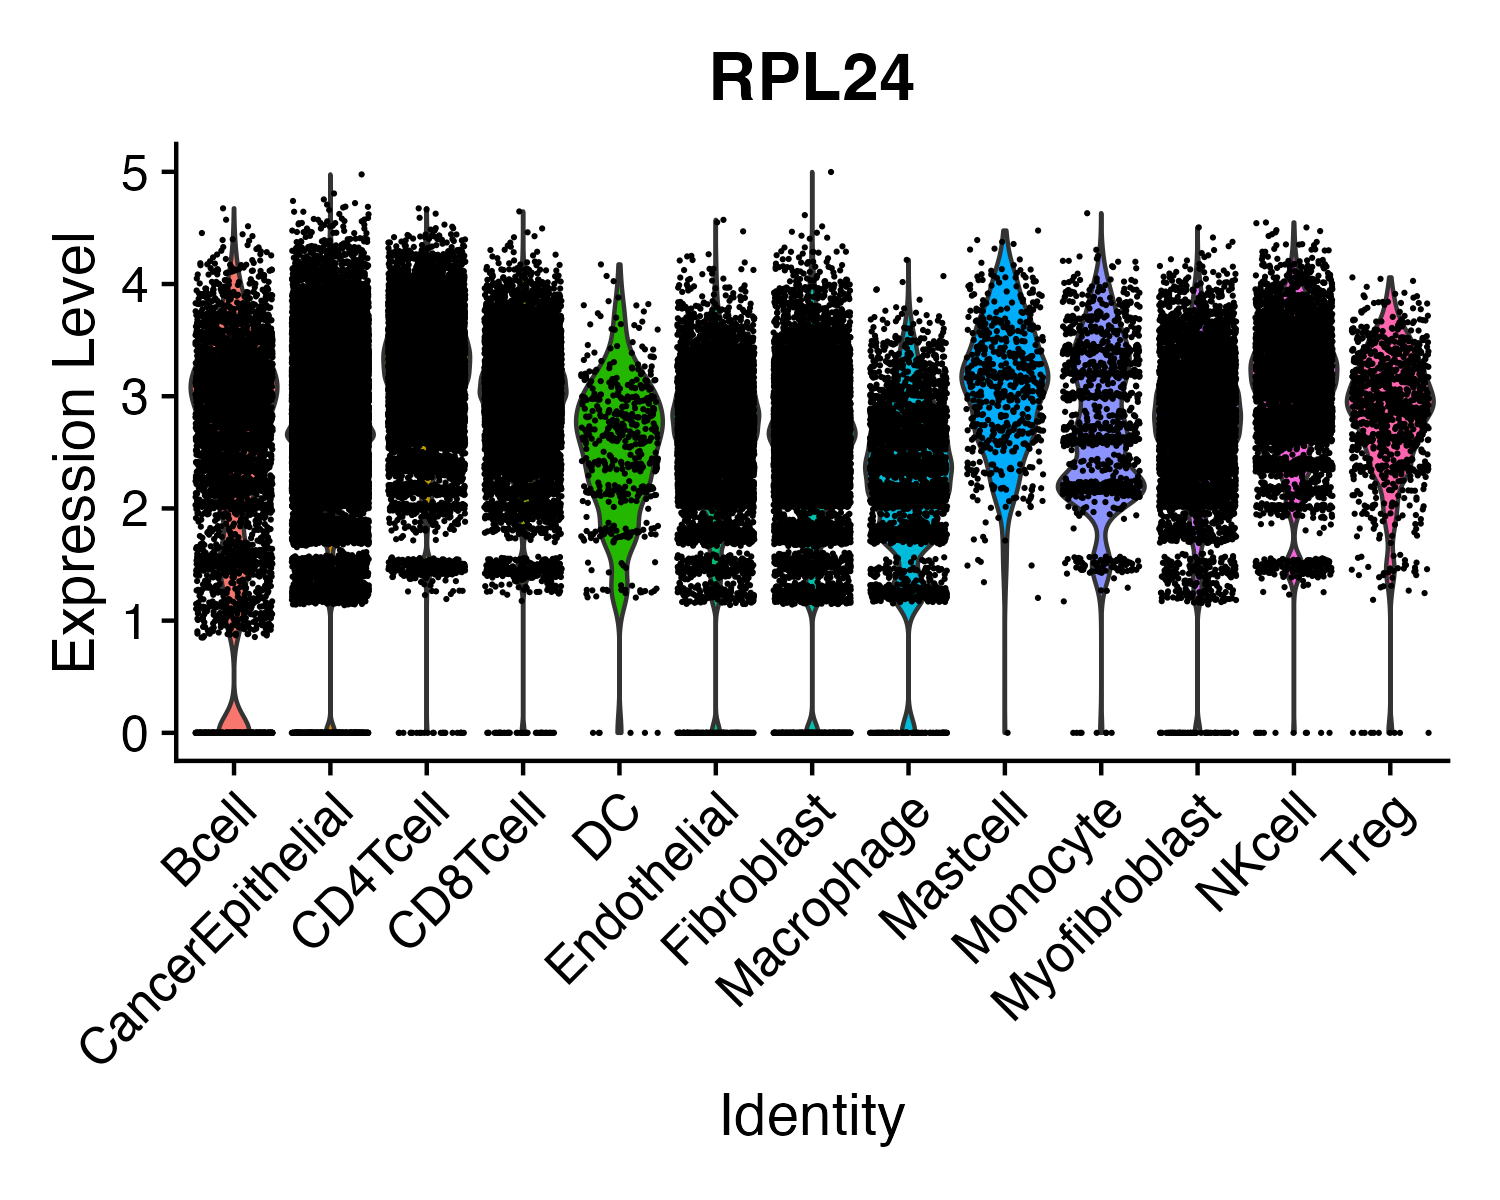 RPL24
Expression Level
5
4
3
2
1
0
Bcell
CancerEpithelial
CD4Tcell
CD8Tcell
DC
Endothelial
Fibroblast
Macrophage
Mastcell
Monocyte
Myofibroblast
NKcell
Treg
Identity